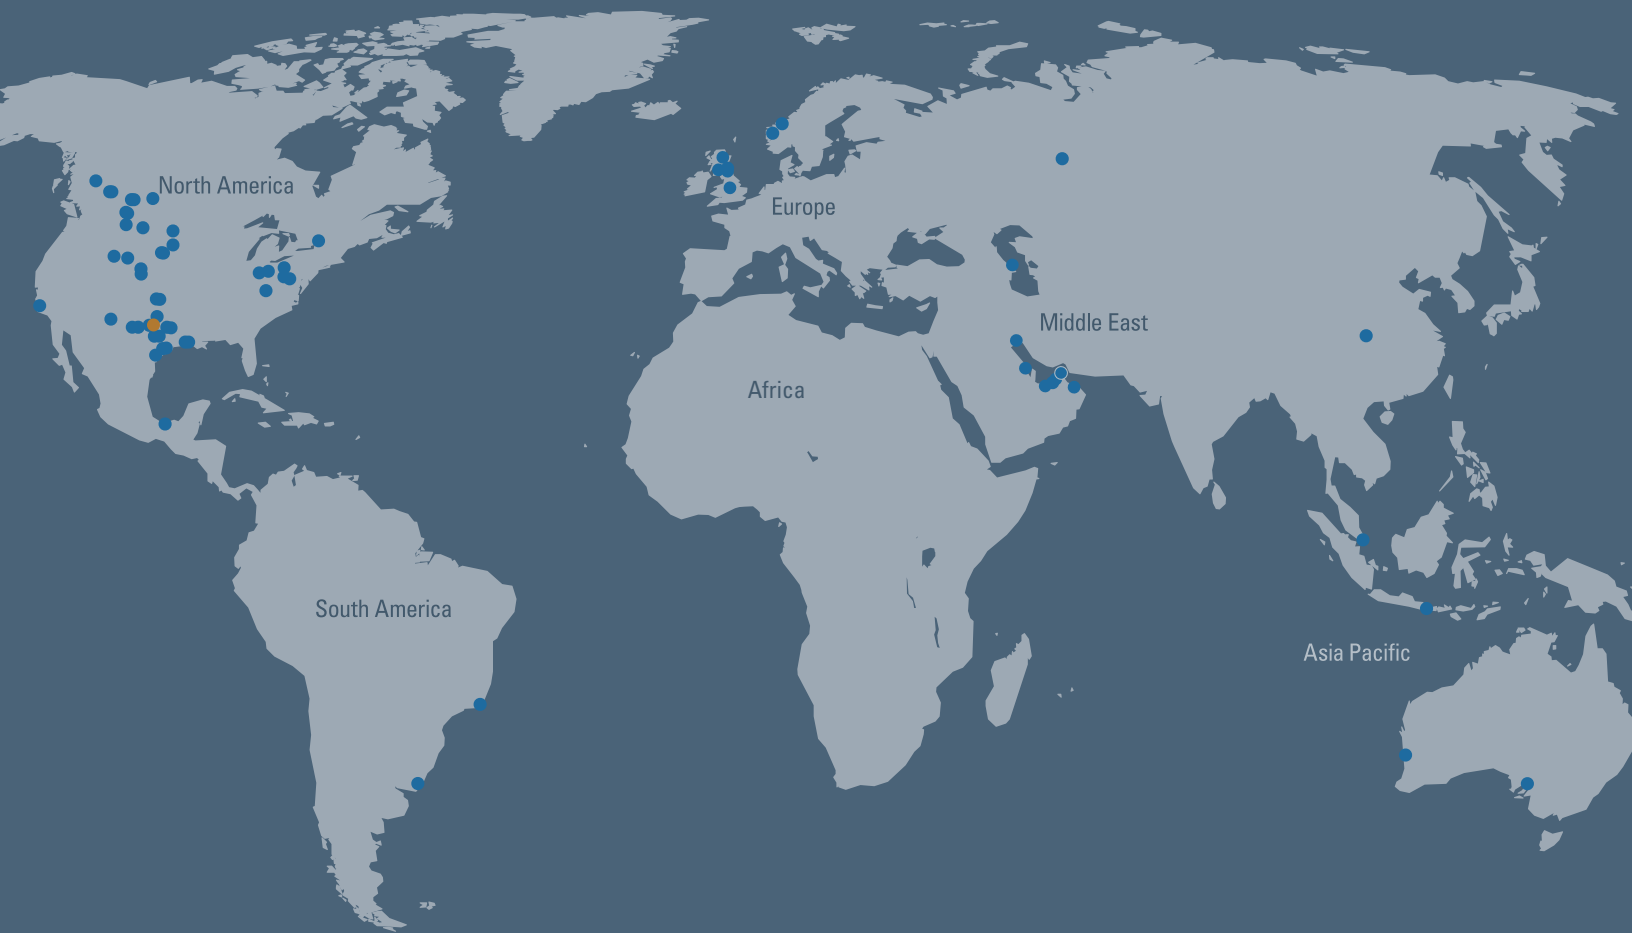 North America
Europe
Middle East
Africa
South America
Asia Pacific